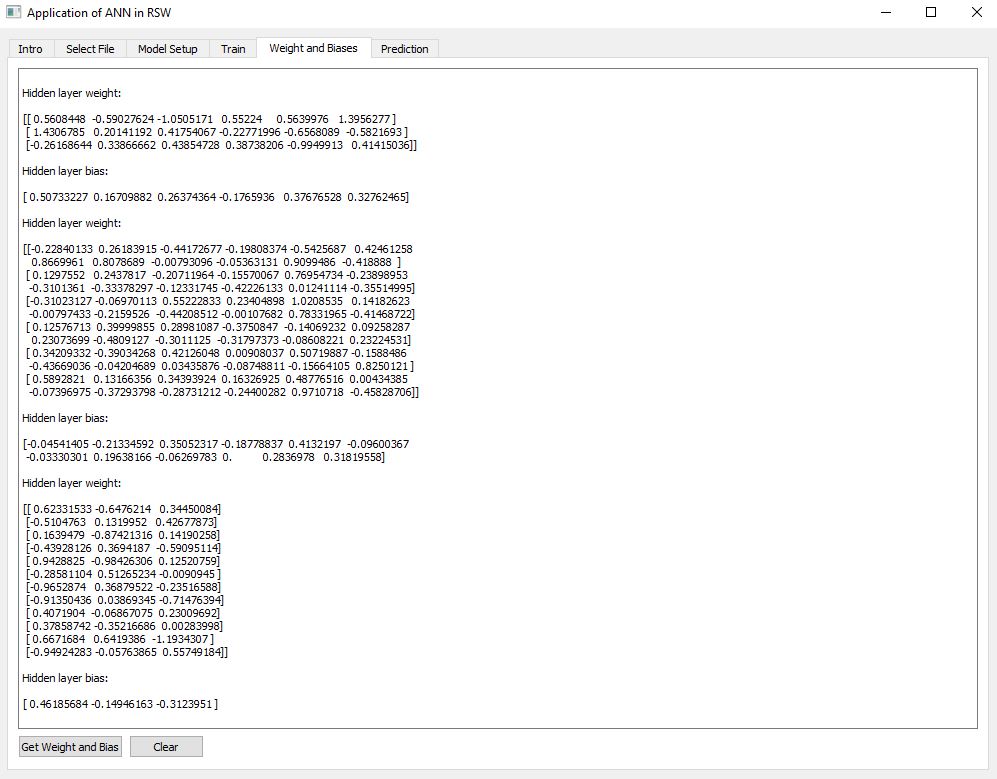 Application of ANN in RSW
Intro Select File Model Setup Train Weight and Biases Prediction
Hidden layer weight:
[[ 0.5608448 -0.59027624 -1.0505171 0.55224 0.5639976 1.3956277 ]
[ 1.4306785 0.20141192 0.41754067 -0.22771996 -0.6568089 -0.5821693 ]
[-0.26168644 0.33866662 0.43854728 0.38738206 -0.9949913 0.41415036]]
Hidden layer bias:
[ 0.50733227 0.16709882 0.26374364 -0.1765936 0.37676528 0.32762465]
Hidden layer weight:
[[-0.22840133 0.26183915 -0.44172677 -0.19808374 -0.5425687 0.42461258
0.8669961 0.8078689 -0.00793096 -0.05363131 0.9099486 -0.418888 ]
[ 0.1297552 0.2437817 -0.20711964 -0.15570067 0.76954734 -0.23898953
-0.3101361 -0.33378297 -0.12331745 -0.42226133 0.01241114 -0.35514995]
[-0.31023127 -0.06970113 0.55222833 0.23404898 1.0208535 0.14182623
-0.00797433 -0.2159526 -0.44208512 -0.00107682 0.78331965 -0.41468722]
[ 0.12576713 0.39999855 0.28981087 -0.3750847 -0.14069232 0.09258287
0.23073699 -0.4809127 -0.3011125 -0.31797373 -0.08608221 0.23224531]
[ 0.34209332 -0.39034268 0.42126048 0.00908037 0.50719887 -0.1588486
-0.43669036 -0.04204689 0.03435876 -0.08748811 -0.15664105 0.8250121 ]
[ 0.5892821 0.13166356 0.34393924 0.16326925 0.48776516 0.00434385
-0.07396975 -0.37293798 -0.28731212 -0.24400282 0.9710718 -0.45828706]]
Hidden layer bias:
[-0.04541405 -0.21334592 0.35052317 -0.18778837 0.4132197 -0.09600367
-0.03330301 0.19638166 -0.06269783 0. 0.2836978 0.31819558]
Hidden layer weight:
[[ 0.62331533 -0.6476214 0.34450084]
[-0.5104763 0.1319952 0.42677873]
[ 0.1639479 -0.87421316 0.14190258]
[-0.43928126 0.3694187 -0.59095114]
[ 0.9428825 -0.98426306 0.12520759]
[-0.28581104 0.51265234 -0.0090945 ]
[-0.9652874 0.36879522 -0.23516588]
[-0.91350436 0.03869345 -0.71476394]
[ 0.4071904 -0.06867075 0.23009692]
[ 0.37858742 -0.35216686 0.00283998]
[ 0.6671684 0.6419386 -1.1934307 ]
[-0.94924283 -0.05763865 0.55749184]]
Hidden layer bias:
[ 0.46185684 -0.14946163 -0.3123951 ]
Get Weight and Bias Clear